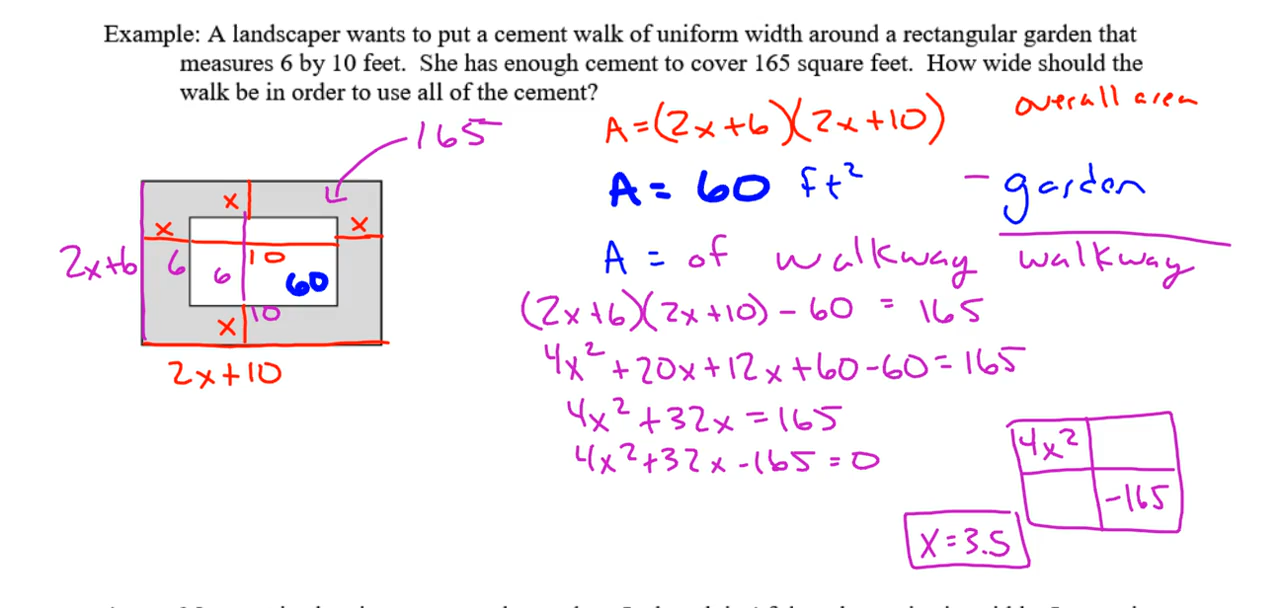 Example: A landscaper wants to put a cement walk of uniform width around a rectangular garden that
measures 6 by 10 feet. She has enough cement to cover 165 square feet. How wide should the
walk be in order to use all of the cement?
A=(2x+6)(2x+10) overall area
165
A = 60 ft² - garden
A = of walkway walkway
x
x x
2x+6 6 6 10 60
x 10
2x+10
(2x+6)(2x+10) - 60 = 165
4x² + 20x + 12x + 60 - 60 = 165
4x² + 32x = 165
4x² + 32x - 165 = 0
4x²
-165
x = 3.5